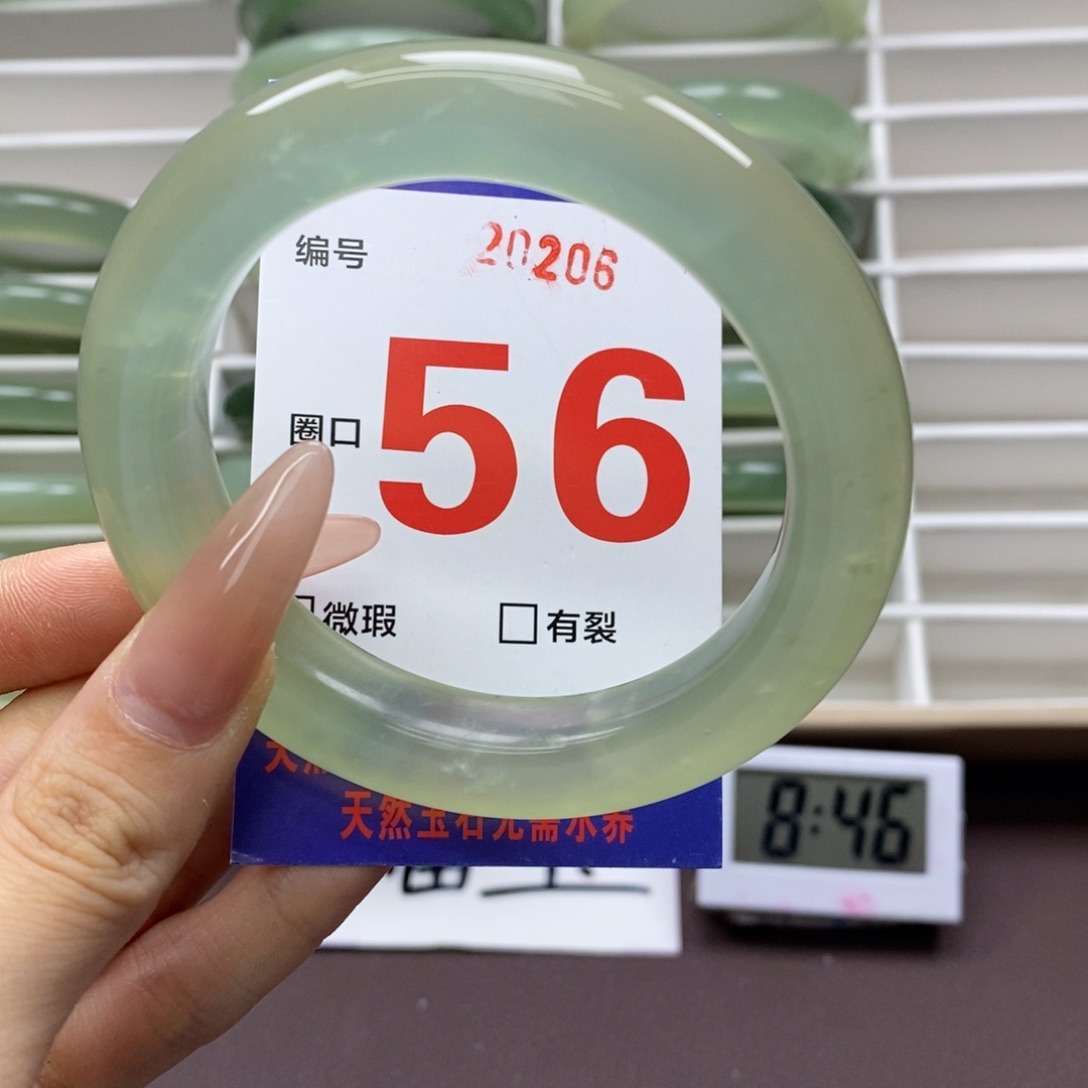 编号 20206
圈口 56
微瑕 有裂
天然玉石无需水养
8:46